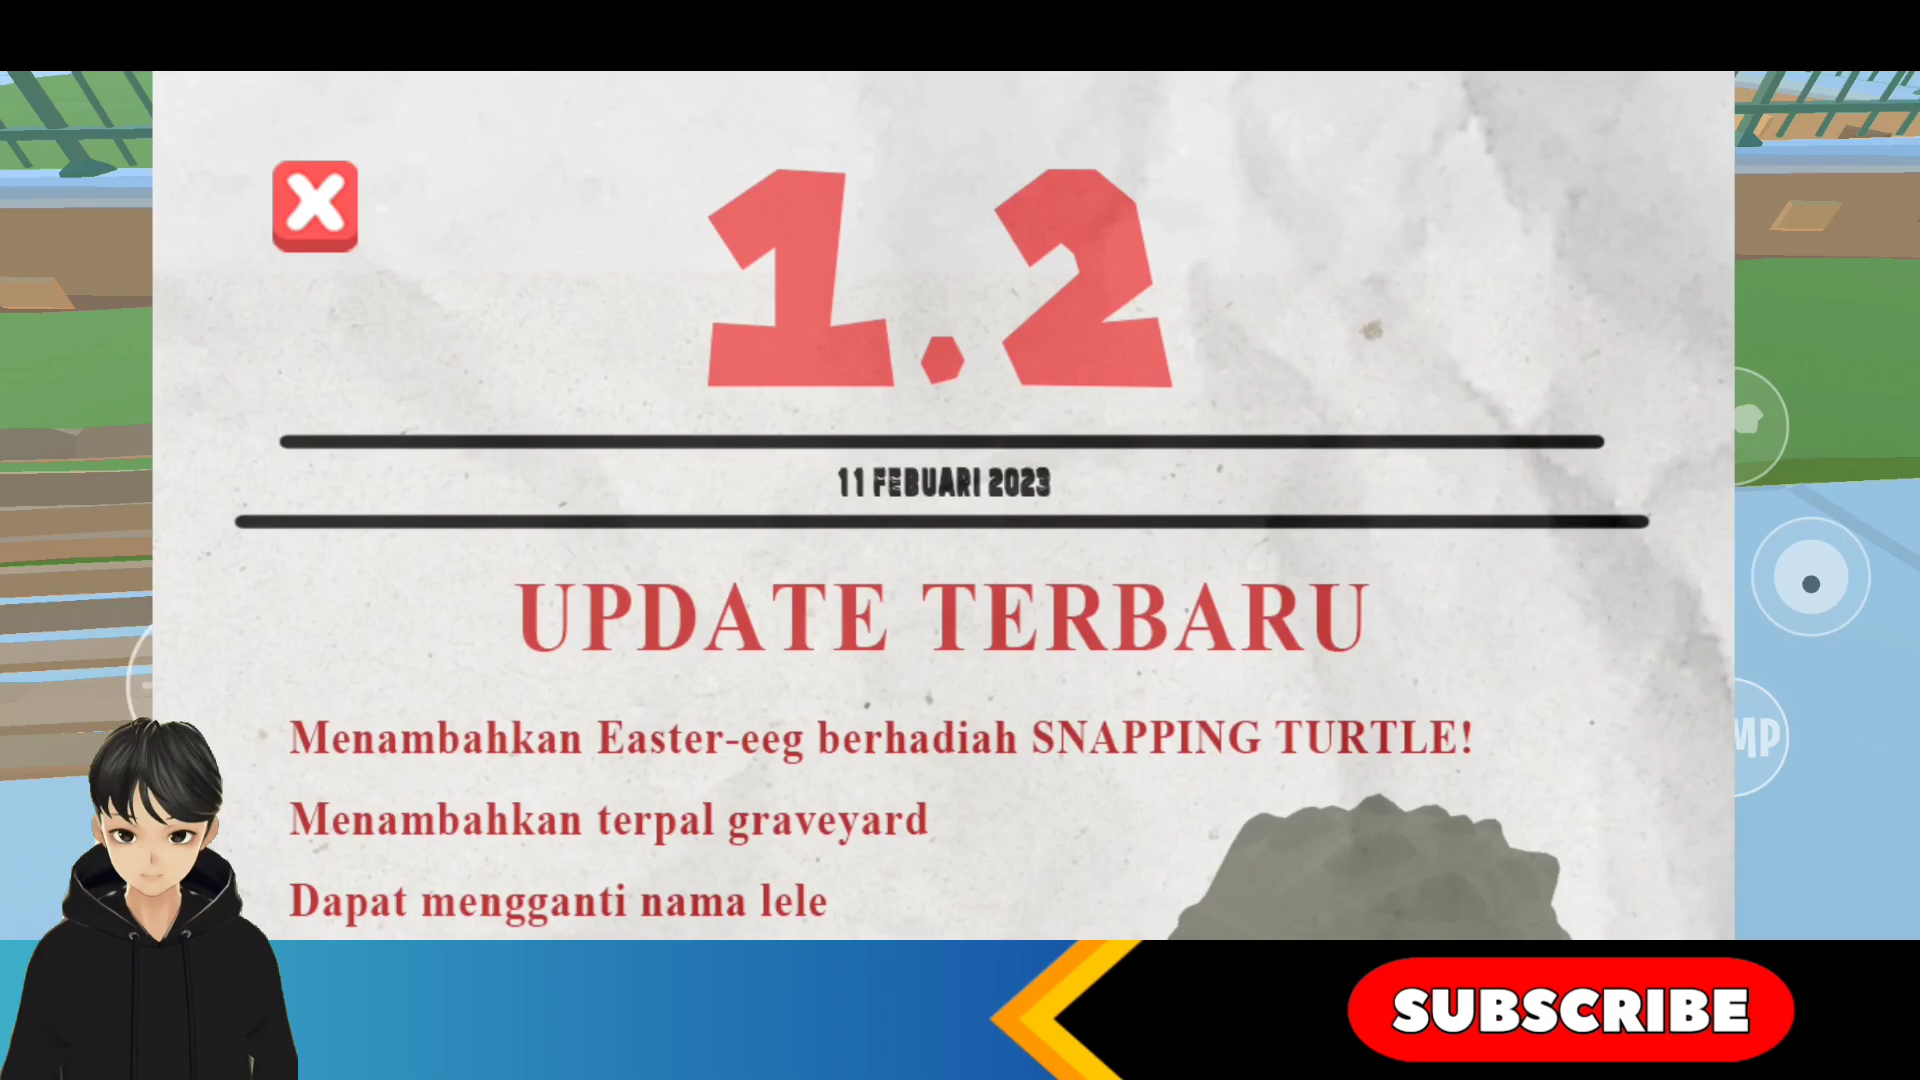 1.2
11 FEBUARI 2023
UPDATE TERBARU
Menambahkan Easter-eeg berhadiah SNAPPING TURTLE!
Menambahkan terpal graveyard
MP
Dapat mengganti nama lele
SUBSCRIBE